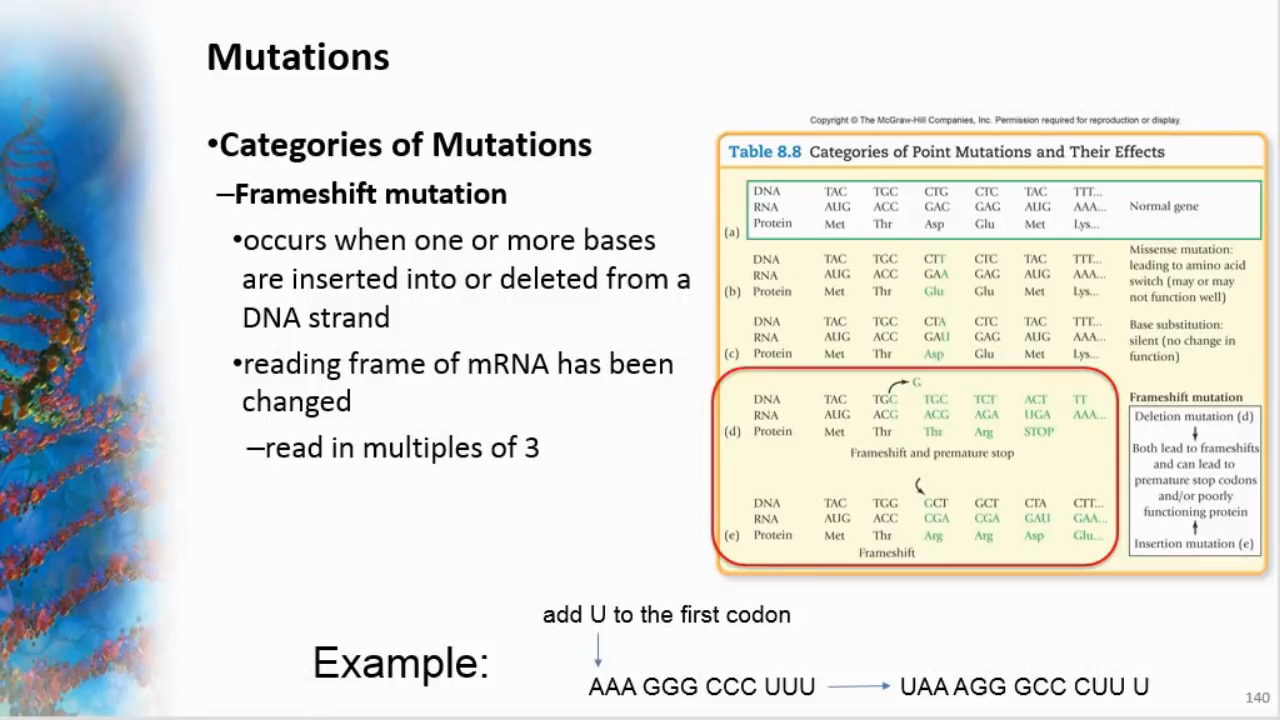 Mutations
•Categories of Mutations
–Frameshift mutation
•occurs when one or more bases
are inserted into or deleted from a
DNA strand
•reading frame of mRNA has been
changed
–read in multiples of 3
Copyright © The McGraw-Hill Companies, Inc. Permission required for reproduction or display.
Table 8.8 Categories of Point Mutations and Their Effects
DNA TAC TGC CTG CTC TAC TTT...
RNA AUG ACC GAC GAG AUG AAA... Normal gene
(a) Protein Met Thr Asp Glu Met Lys...
DNA TAC TGC CTT CTC TAC TTT...
RNA AUG ACC GAA GAG AUG AAA...
(b) Protein Met Thr Glu Glu Met Lys...
Missense mutation:
leading to amino acid
switch (may or may
not function well)
DNA TAC TGC CTA CTC TAC TTT...
RNA AUG ACC GAU GAG AUG AAA...
(c) Protein Met Thr Asp Glu Met Lys...
Base substitution:
silent (no change in
function)
G
DNA TAC TGC TGC TCT ACT TT
RNA AUG ACG ACG AGA UGA AAA...
(d) Protein Met Thr Thr Arg STOP
Frameshift and premature stop
DNA TAC TGG GCT GCT CTA CTT...
RNA AUG ACC CGA CGA GAU GAA...
(e) Protein Met Thr Arg Arg Asp Glu...
Frameshift
Frameshift mutation
Deletion mutation (d)
Both lead to frameshifts
and can lead to
premature stop codons
and/or poorly
functioning protein
Insertion mutation (e)
add U to the first codon
Example:
AAA GGG CCC UUU UAA AGG GCC CUU U
140